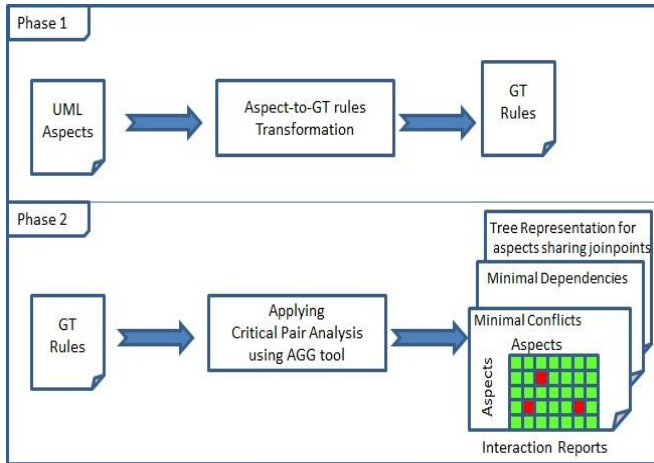 Phase 1
UML
Aspects
Aspect-to-GT rules
Transformation
GT
Rules
Phase 2
GT
Rules
Applying
Critical Pair Analysis
using AGG tool
Tree Representation for
aspects sharing joinpoints
Minimal Dependencies
Minimal Conflicts
Aspects
Aspects
Interaction Reports